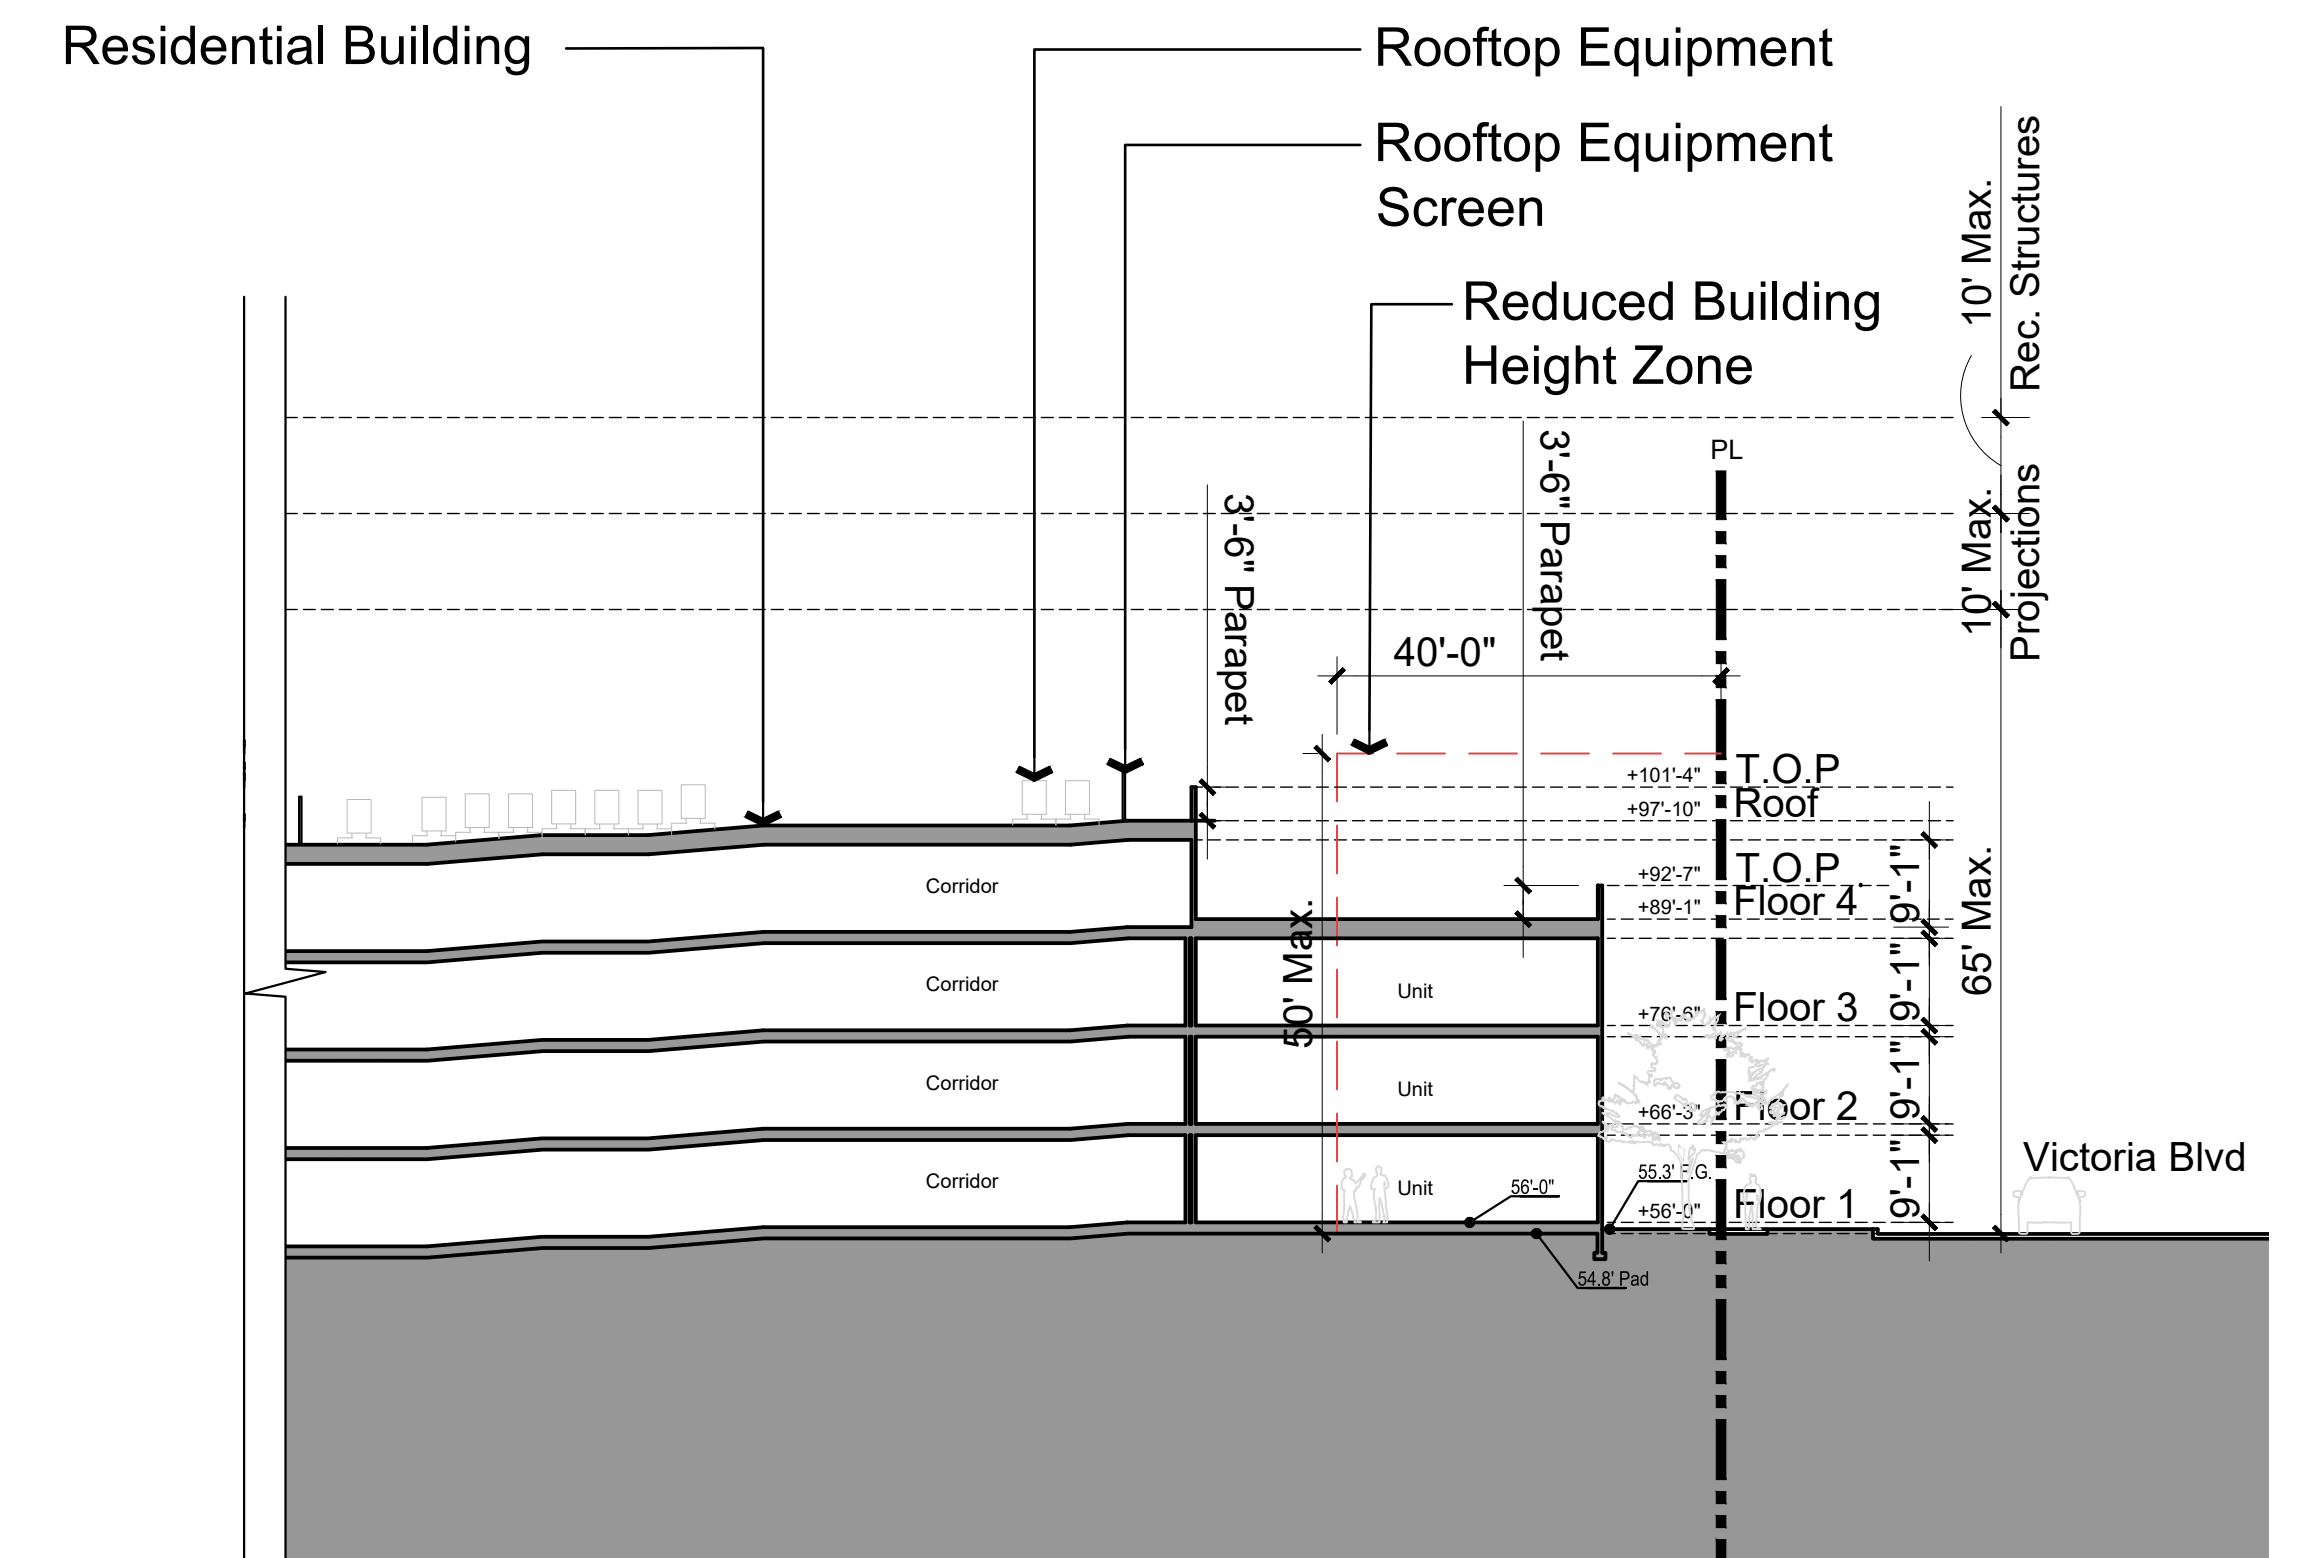 Residential Building
Rooftop Equipment
Rooftop Equipment
Screen
Reduced Building
Height Zone
10' Max.
Rec. Structures
10' Max.
Projections
65' Max.
PL
3'-6" Parapet
3'-6" Parapet
40'-0"
50' Max.
+101'-4" T.O.P
+97'-10" Roof
+92'-7" T.O.P
+89'-1" Floor 4
+76'-6" Floor 3
+66'-3" Floor 2
55.3' F.G.
+56'-0" Floor 1
9'-1"
9'-1"
9'-1"
9'-1"
Corridor
Corridor
Unit
Corridor
Unit
Corridor
Unit
56'-0"
54.8' Pad
Victoria Blvd